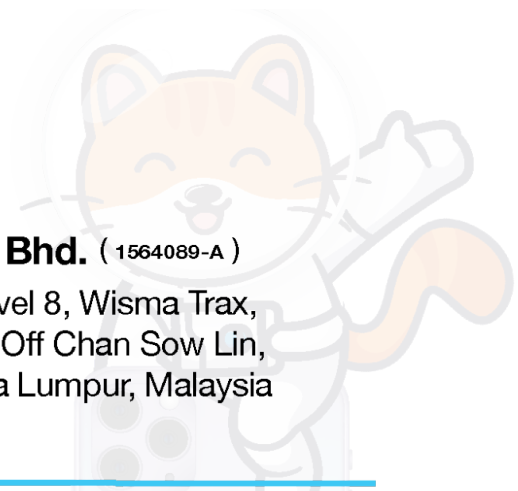 Bhd. ( 1564089-A )
vel 8, Wisma Trax,
Off Chan Sow Lin,
a Lumpur, Malaysia